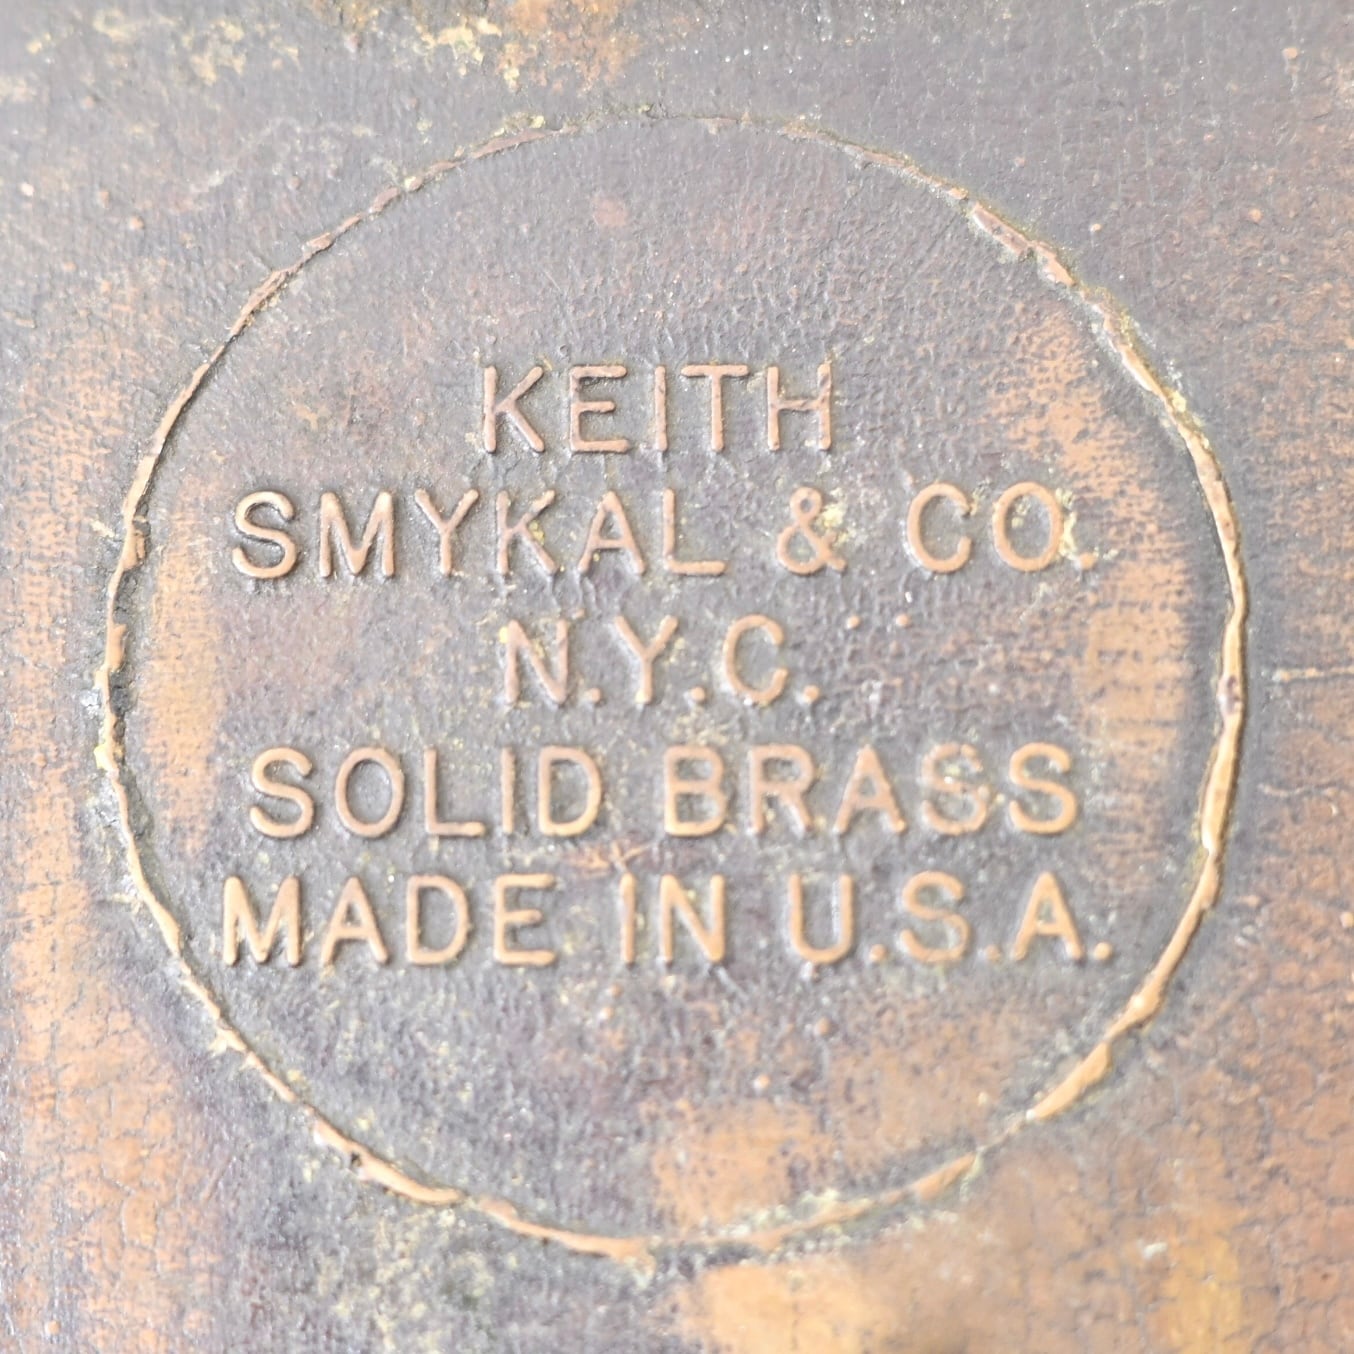 KEITH
SMYKAL & CO.
N.Y.C.
SOLID BRASS
MADE IN U.S.A.